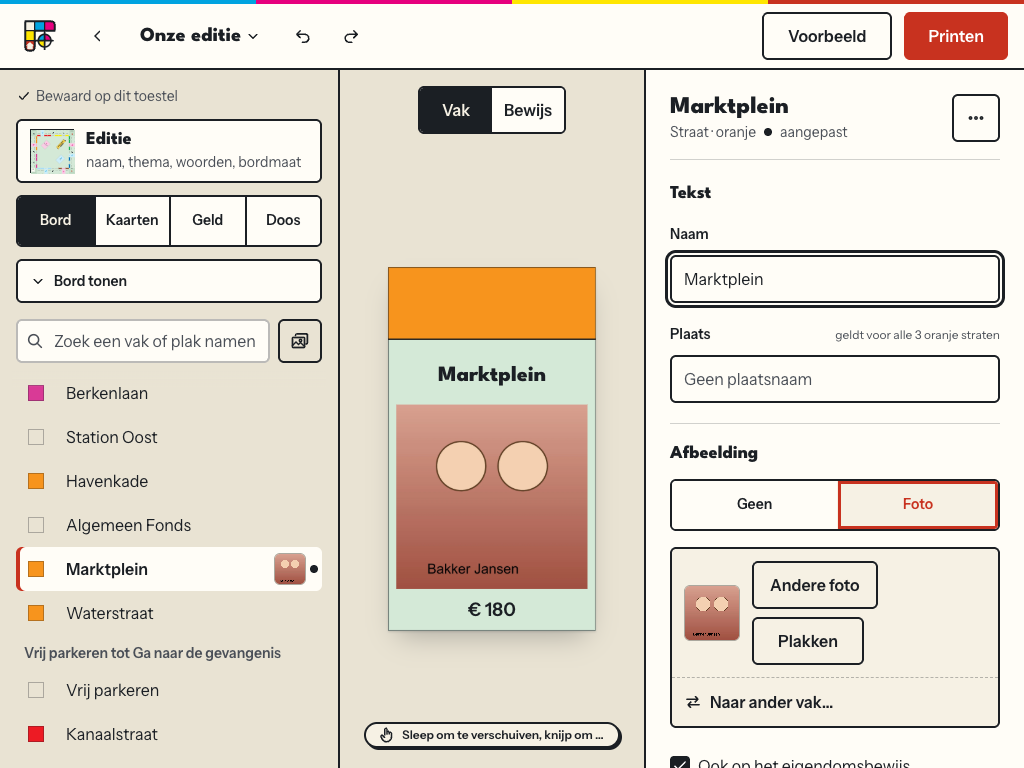 Onze editie
Voorbeeld
Printen
Bewaard op dit toestel
Editie
naam, thema, woorden, bordmaat
Bord
Kaarten
Geld
Doos
Bord tonen
Zoek een vak of plak namen
Berkenlaan
Station Oost
Havenkade
Algemeen Fonds
Marktplein
Waterstraat
Vrij parkeren tot Ga naar de gevangenis
Vrij parkeren
Kanaalstraat
Vak
Bewijs
Marktplein
Bakker Jansen
€ 180
Sleep om te verschuiven, knijp om ...
Marktplein
Straat · oranje ● aangepast
Tekst
Naam
Marktplein
Plaats
geldt voor alle 3 oranje straten
Geen plaatsnaam
Afbeelding
Geen
Foto
Andere foto
Plakken
Naar ander vak...
Ook op het eigendomsbewijs